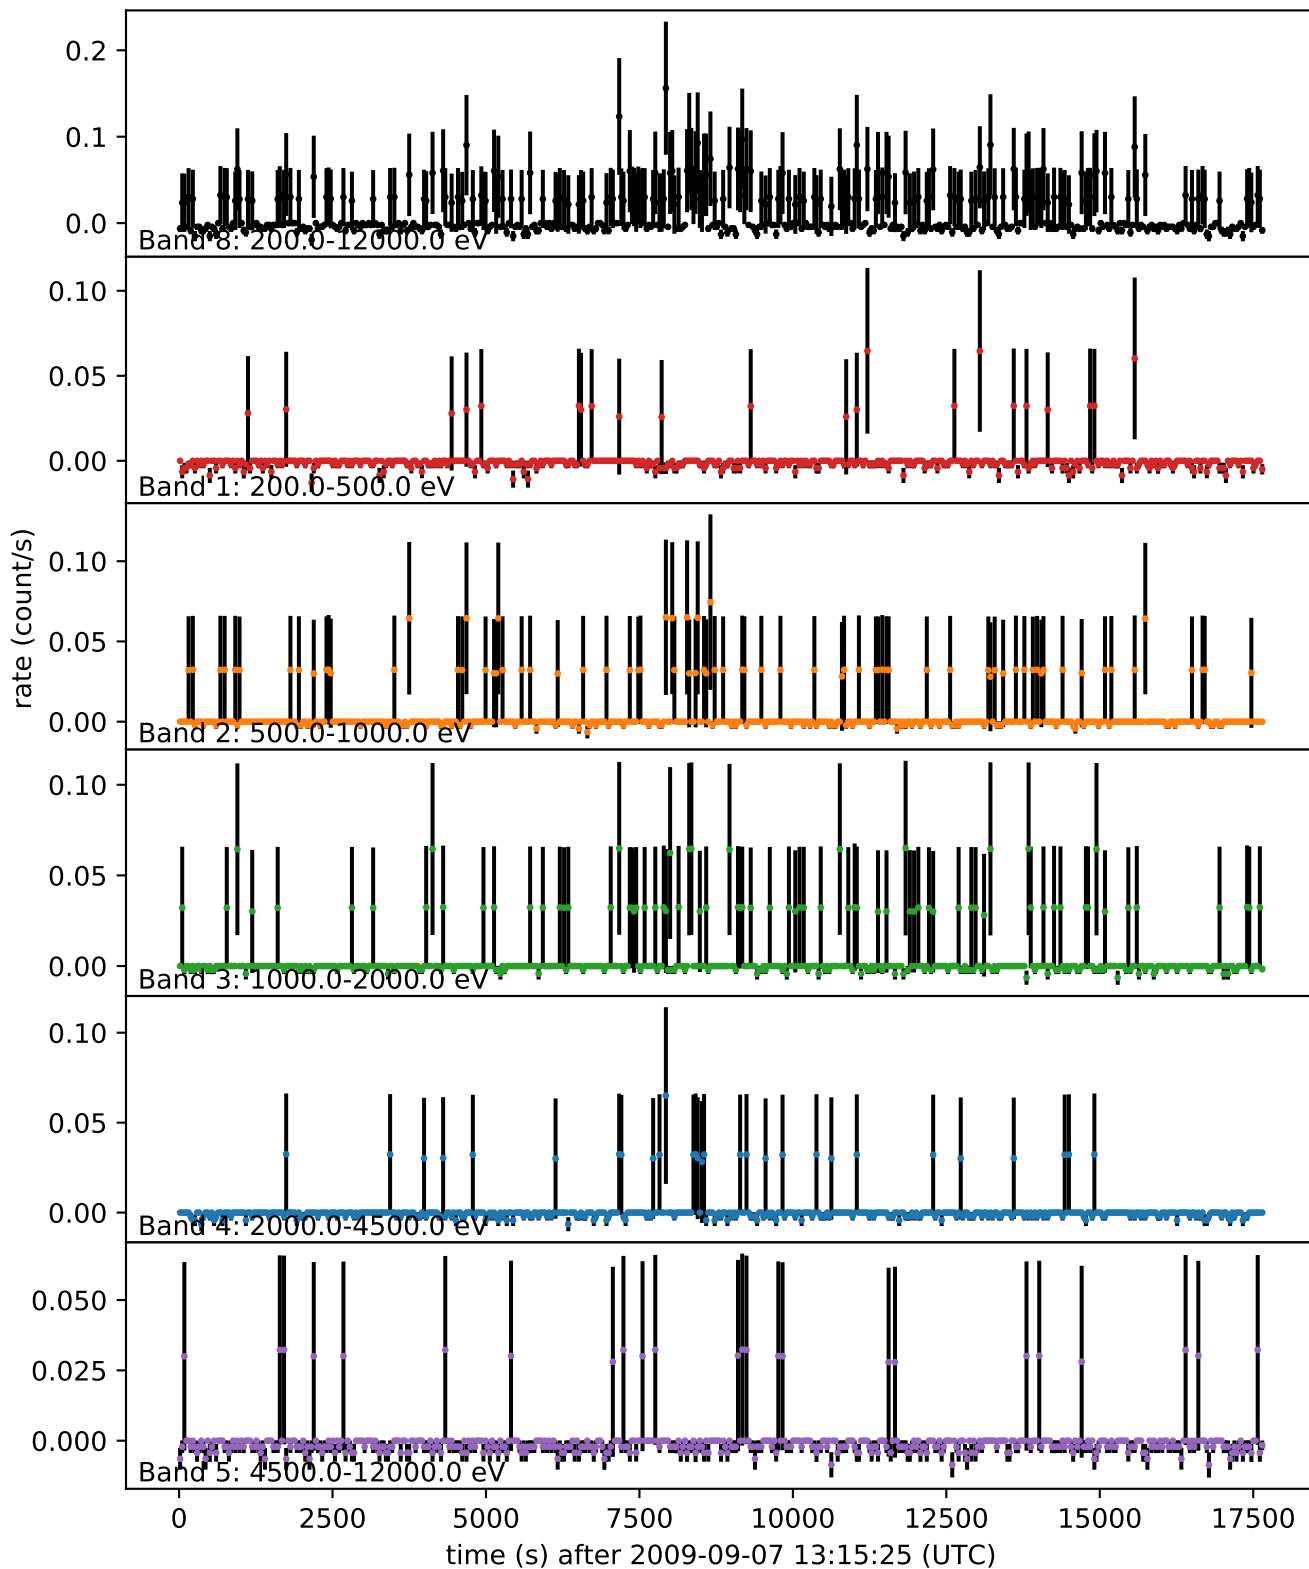 0.2
0.1
0.0
Band 8: 200.0-12000.0 eV
0.10
0.05
0.00
Band 1: 200.0-500.0 eV
rate (count/s)
0.10
0.05
0.00
Band 2: 500.0-1000.0 eV
0.10
0.05
0.00
Band 3: 1000.0-2000.0 eV
0.10
0.05
0.00
Band 4: 2000.0-4500.0 eV
0.050
0.025
0.000
Band 5: 4500.0-12000.0 eV
0 2500 5000 7500 10000 12500 15000 17500
time (s) after 2009-09-07 13:15:25 (UTC)